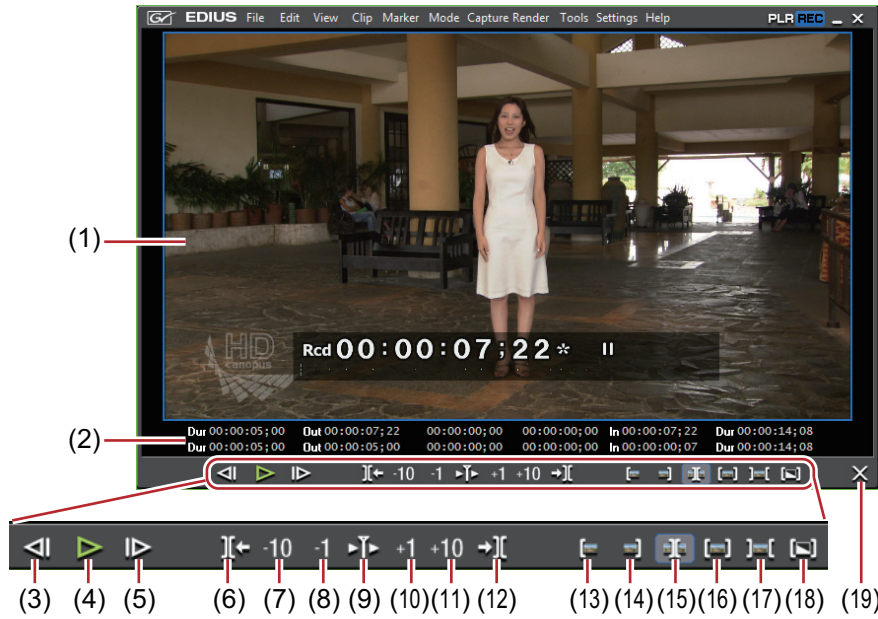 GV EDIUS File Edit View Clip Marker Mode Capture Render Tools Settings Help PLR REC
(1)
HD
canopus
Rcd 00:00:07;22* II
(2)
Dur 00:00:05;00 Out 00:00:07;22 00:00:00;00 00:00:00;00 In 00:00:07;22 Dur 00:00:14;08
Dur 00:00:05;00 Out 00:00:05;00 00:00:00;00 00:00:00;00 In 00:00:00;07 Dur 00:00:14;08
-10 -1 +1 +10
-10 -1 +1 +10
(3) (4) (5) (6) (7) (8) (9) (10) (11) (12) (13) (14) (15) (16) (17) (18) (19)